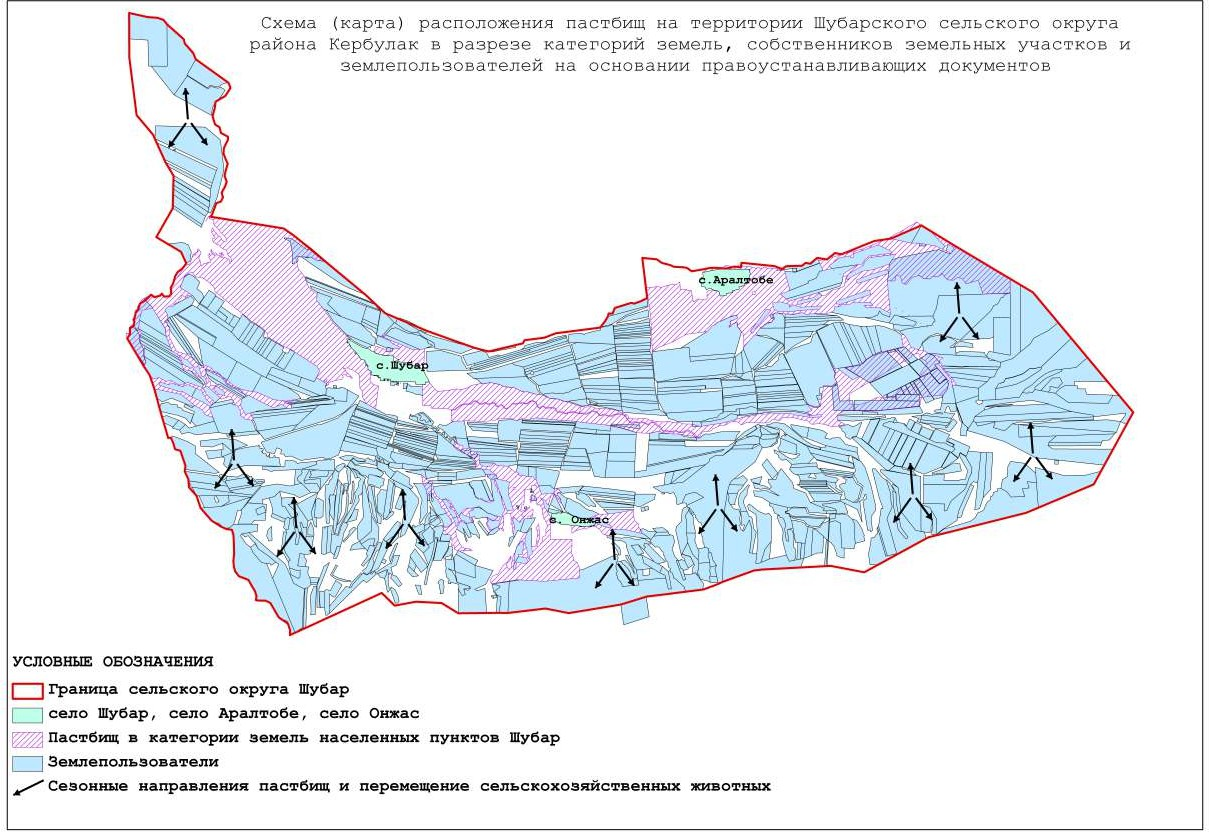 Схема (карта) расположения пастбищ на территории Шубарского сельского округа
района Кербулак в разрезе категорий земель, собственников земельных участков и
землепользователей на основании правоустанавливающих документов
с.Аралтобе
с.Шубар
с. Онжас
УСЛОВНЫЕ ОБОЗНАЧЕНИЯ
Граница сельского округа Шубар
село Шубар, село Аралтобе, село Онжас
Пастбищ в категории земель населенных пунктов Шубар
Землепользователи
Сезонные направления пастбищ и перемещение сельскохозяйственных животных